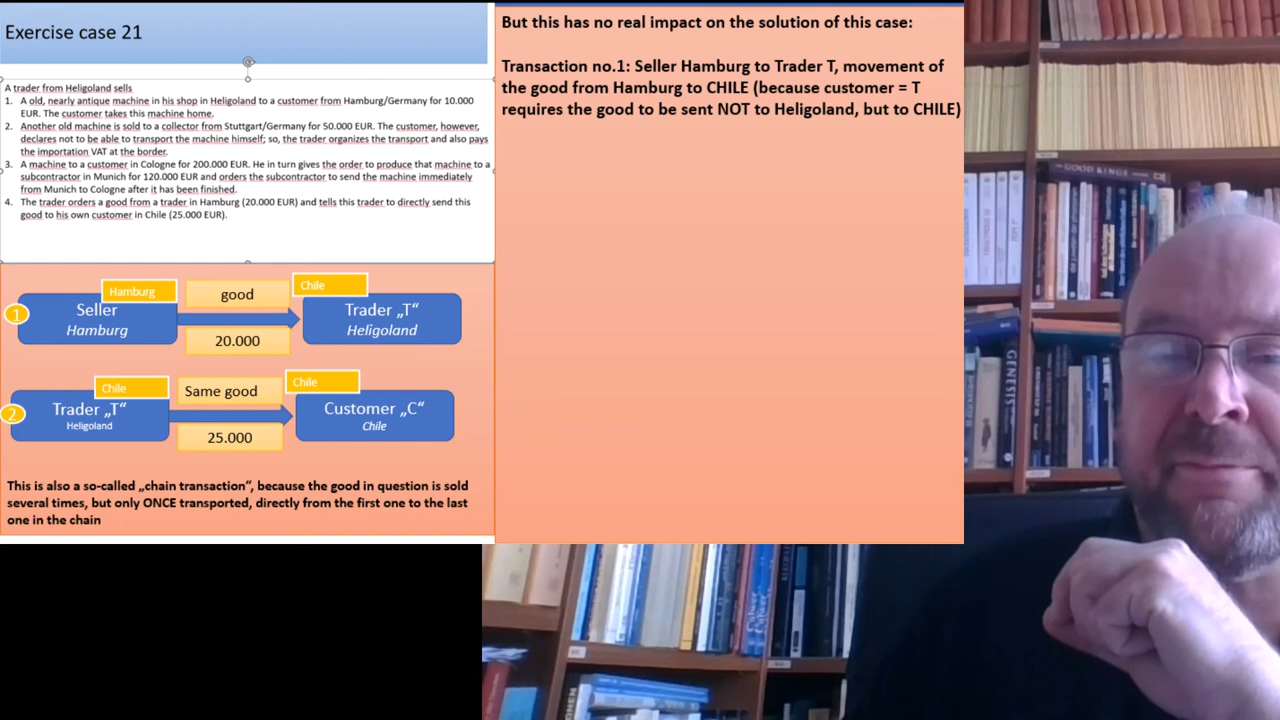 Exercise case 21
A trader from Heligoland sells
1. A old, nearly antique machine in his shop in Heligoland to a customer from Hamburg/Germany for 10.000
EUR. The customer takes this machine home.
2. Another old machine is sold to a collector from Stuttgart/Germany for 50.000 EUR. The customer, however,
declares not to be able to transport the machine himself; so, the trader organizes the transport and also pays
the importation VAT at the border.
3. A machine to a customer in Cologne for 200.000 EUR. He in turn gives the order to produce that machine to a
subcontractor in Munich for 120.000 EUR and orders the subcontractor to send the machine immediately
from Munich to Cologne after it has been finished.
4. The trader orders a good from a trader in Hamburg (20.000 EUR) and tells this trader to directly send this
good to his own customer in Chile (25.000 EUR).
1
Hamburg
Seller
Hamburg
good
20.000
Chile
Trader „T“
Heligoland
2
Chile
Trader „T“
Heligoland
Same good
25.000
Chile
Customer „C“
Chile
This is also a so-called „chain transaction“, because the good in question is sold
several times, but only ONCE transported, directly from the first one to the last
one in the chain
But this has no real impact on the solution of this case:
Transaction no.1: Seller Hamburg to Trader T, movement of
the good from Hamburg to CHILE (because customer = T
requires the good to be sent NOT to Heligoland, but to CHILE)
THE GOOD KINGS
GENESIS